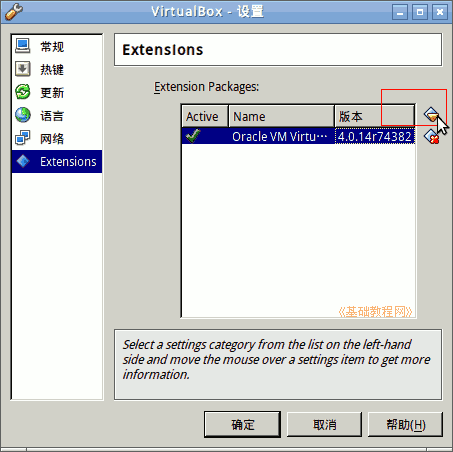 VirtualBox - 设置
常规
热键
更新
语言
网络
Extensions
Extensions
Extension Packages:
Active Name 版本
Oracle VM Virtu··· 4.0.14r74382
《基础教程网》
Select a settings category from the list on the left-hand
side and move the mouse over a settings item to get more
information.
确定 取消 帮助(H)